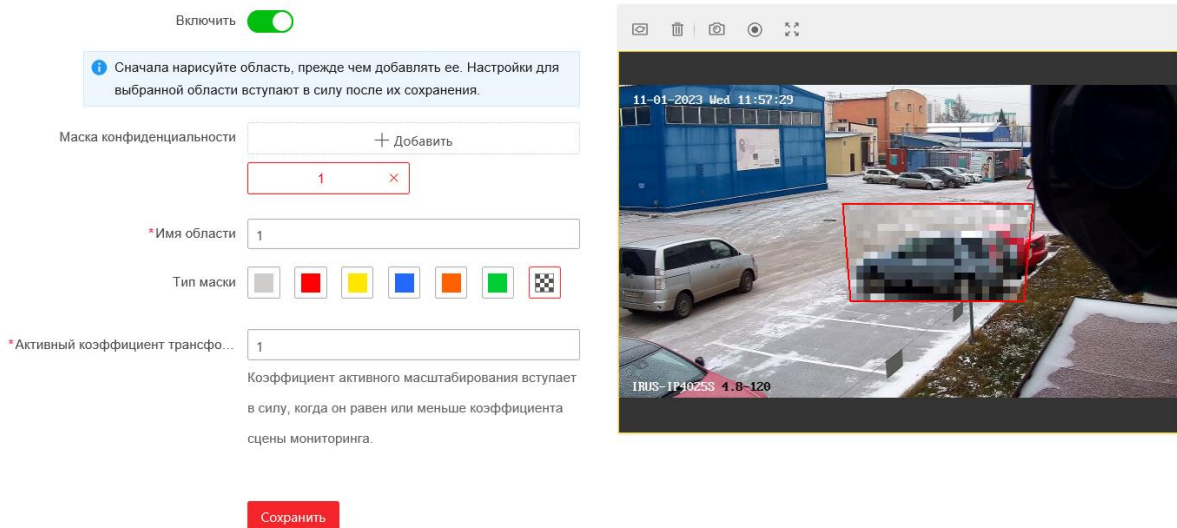 Включить
Сначала нарисуйте область, прежде чем добавлять ее. Настройки для
выбранной области вступают в силу после их сохранения.
Маска конфиденциальности
+ Добавить
1 ×
*Имя области
1
Тип маски
*Активный коэффициент трансфо...
1
Коэффициент активного масштабирования вступает
в силу, когда он равен или меньше коэффициента
сцены мониторинга.
Сохранить
11-01-2023 Wed 11:57:29
IRUS-IP402SS 4.8-120